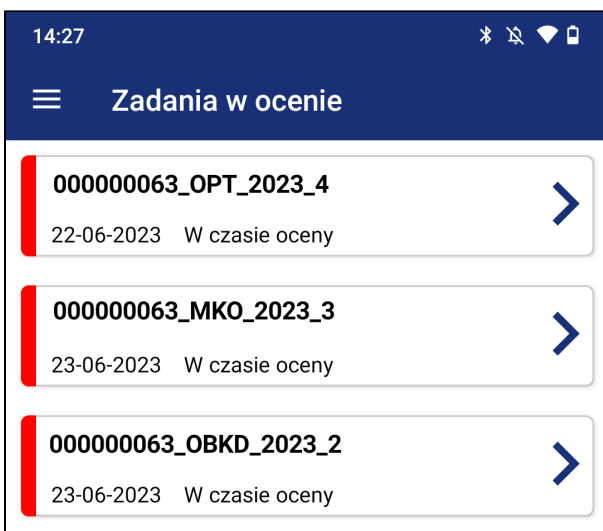 14:27
Zadania w ocenie
000000063_OPT_2023_4
22-06-2023 W czasie oceny
000000063_MKO_2023_3
23-06-2023 W czasie oceny
000000063_OBKD_2023_2
23-06-2023 W czasie oceny